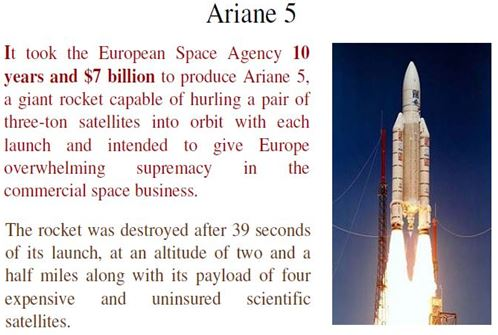 Ariane 5
It took the European Space Agency 10
years and $7 billion to produce Ariane 5,
a giant rocket capable of hurling a pair of
three-ton satellites into orbit with each
launch and intended to give Europe
overwhelming supremacy in the
commercial space business.
The rocket was destroyed after 39 seconds
of its launch, at an altitude of two and a
half miles along with its payload of four
expensive and uninsured scientific
satellites.